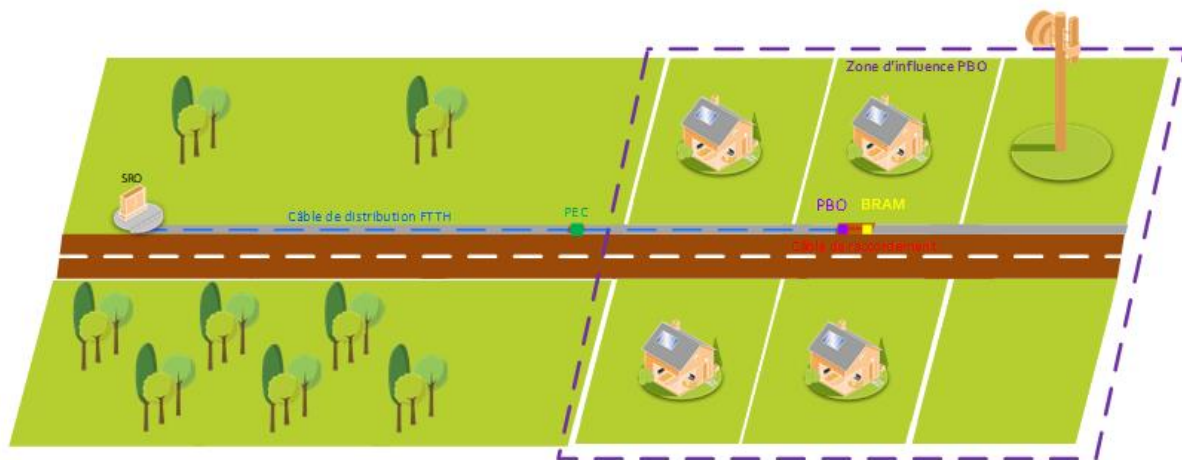 Zone d'influence PBO
SRO
Câble de distribution FTTH
PEC
PBO
BRAM
Câble de raccordement